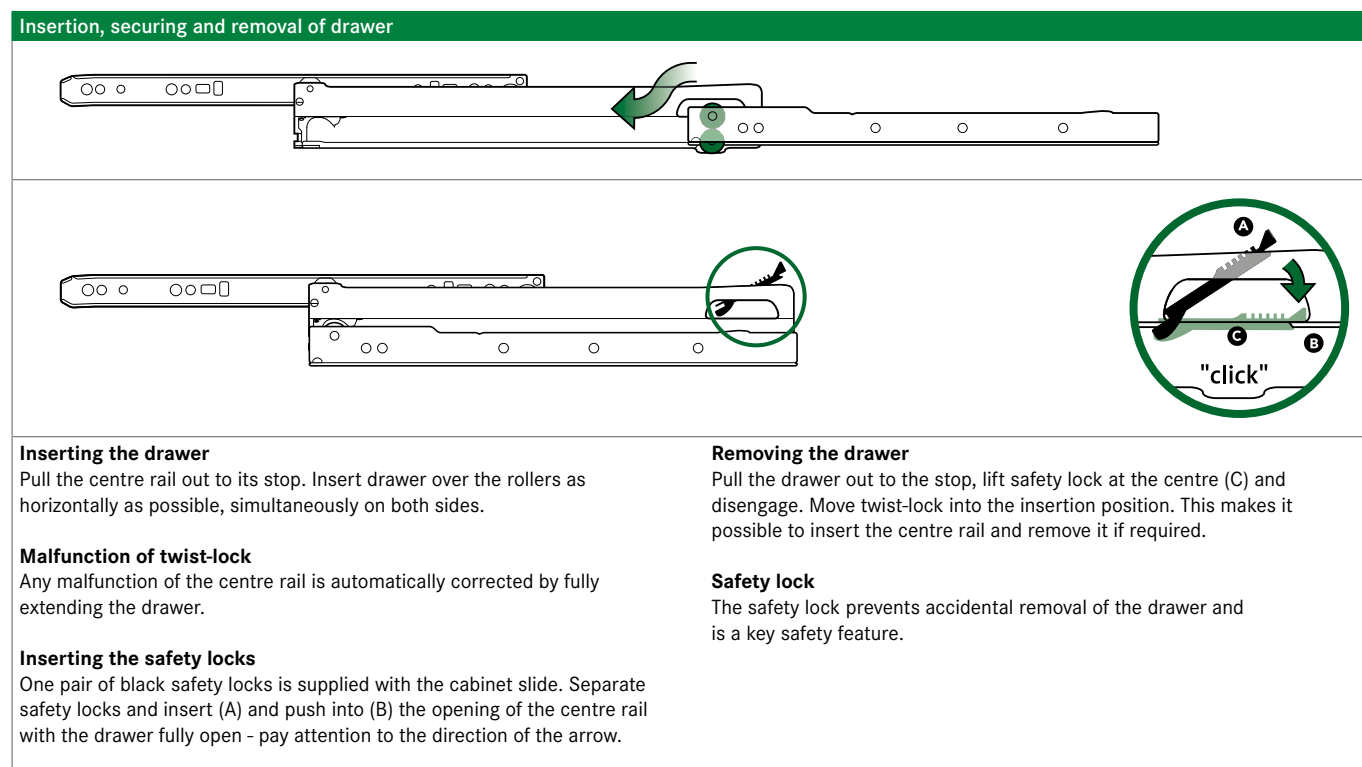 Insertion, securing and removal of drawer
A
C
B
"click"
Inserting the drawer
Pull the centre rail out to its stop. Insert drawer over the rollers as
horizontally as possible, simultaneously on both sides.
Malfunction of twist-lock
Any malfunction of the centre rail is automatically corrected by fully
extending the drawer.
Inserting the safety locks
One pair of black safety locks is supplied with the cabinet slide. Separate
safety locks and insert (A) and push into (B) the opening of the centre rail
with the drawer fully open - pay attention to the direction of the arrow.
Removing the drawer
Pull the drawer out to the stop, lift safety lock at the centre (C) and
disengage. Move twist-lock into the insertion position. This makes it
possible to insert the centre rail and remove it if required.
Safety lock
The safety lock prevents accidental removal of the drawer and
is a key safety feature.